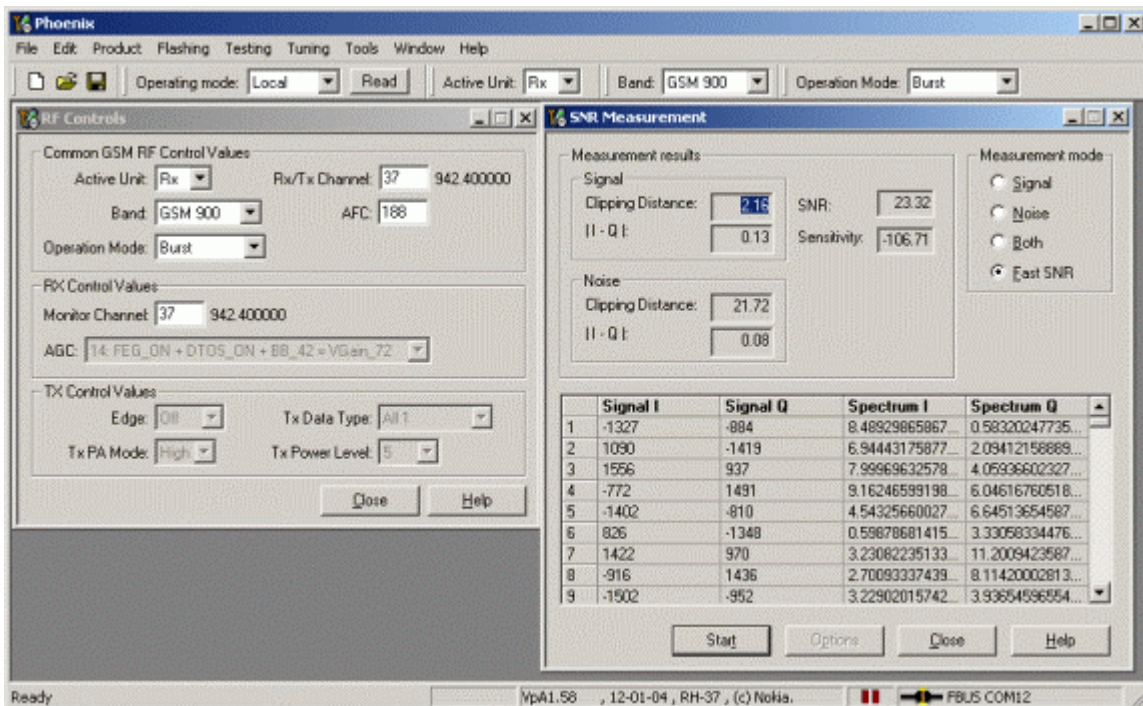 Phoenix
File Edit Product Flashing Testing Tuning Tools Window Help
Operating mode: Local Read Active Unit: Rx Band: GSM 900 Operation Mode: Burst
RF Controls
Common GSM RF Control Values
Active Unit: Rx Rx/Tx Channel: 37 942.400000
Band: GSM 900 AFC: 188
Operation Mode: Burst
RX Control Values
Monitor Channel: 37 942.400000
AGC: 14: FEG_ON + DTOS_ON + BB_42 = VGain_72
TX Control Values
Edge: Off Tx Data Type: All 1
Tx PA Mode: High Tx Power Level: 5
Close Help
SNR Measurement
Measurement results
Signal
Clipping Distance: 2.16 SNR: 23.32
|I - Q|: 0.13 Sensitivity: -106.71
Noise
Clipping Distance: 21.72
|I - Q|: 0.08
Measurement mode
Signal
Noise
Both
Fast SNR
Signal I Signal Q Spectrum I Spectrum Q
1 -1327 -884 8.48929865867... 0.58320247735...
2 1090 -1419 6.94443175877... 2.09412158889...
3 1556 937 7.99969632578... 4.05936602327...
4 -772 1491 9.16246599198... 6.04616760518...
5 -1402 -810 4.54325660027... 6.64513654587...
6 826 -1348 0.59878681415... 3.33058334476...
7 1422 970 3.23082235133... 11.2009423587...
8 -916 1436 2.70093337439... 8.11420002813...
9 -1502 -952 3.22902015742... 3.93654596554...
Start Options Close Help
Ready VpA1.58 , 12-01-04 , RH-37 , (c) Nokia. FBUS COM12